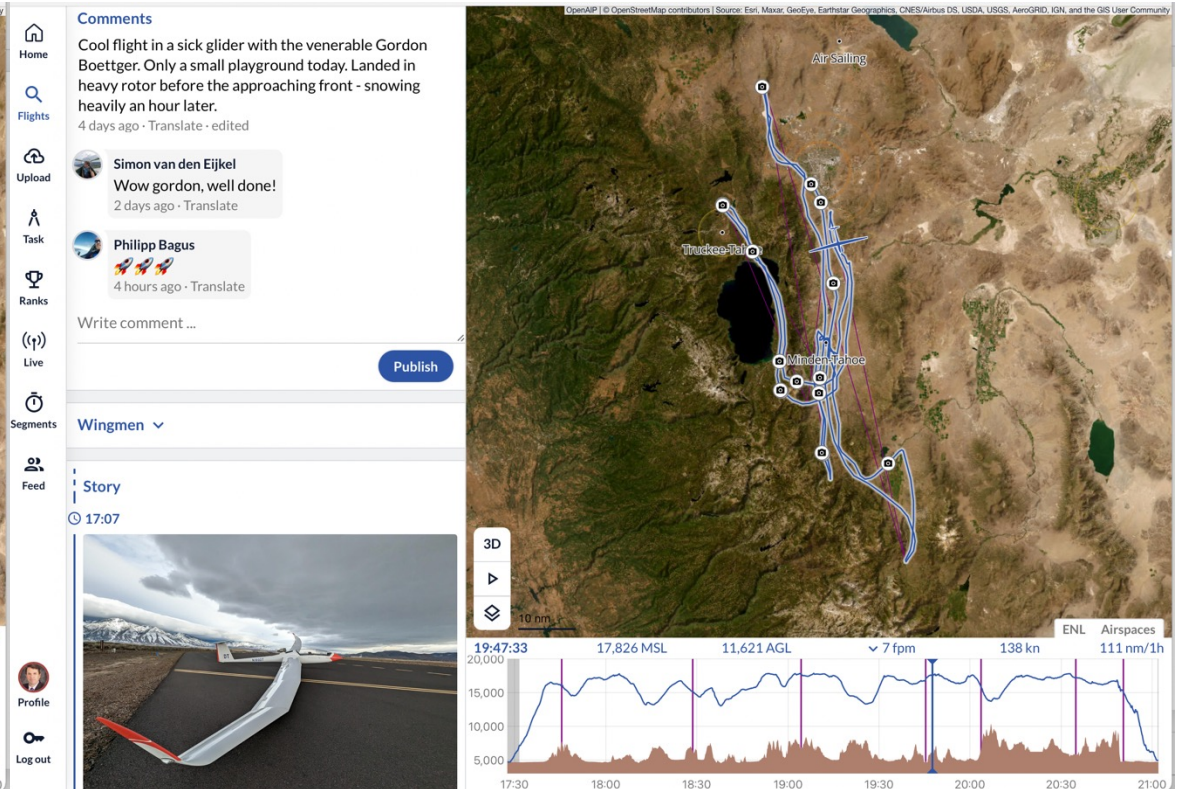 OpenAIP | © OpenStreetMap contributors | Source: Esri, Maxar, GeoEye, Earthstar Geographics, CNES/Airbus DS, USDA, USGS, AeroGRID, IGN, and the GIS User Community
Home
Flights
Upload
Task
Ranks
Live
Segments
Feed
Profile
Log out
Comments
Cool flight in a sick glider with the venerable Gordon
Boettger. Only a small playground today. Landed in
heavy rotor before the approaching front - snowing
heavily an hour later.
4 days ago · Translate · edited
Simon van den Eijkel
Wow gordon, well done!
2 days ago · Translate
Philipp Bagus
🚀🚀🚀
4 hours ago · Translate
Write comment ...
Publish
Wingmen
Story
17:07
Air Sailing
Truckee-Tahoe
Minden-Tahoe
3D
10 nm
ENL Airspaces
19:47:33 17,826 MSL 11,621 AGL 7 fpm 138 kn 111 nm/1h
20,000
15,000
10,000
5,000
17:30 18:00 18:30 19:00 19:30 20:00 20:30 21:00